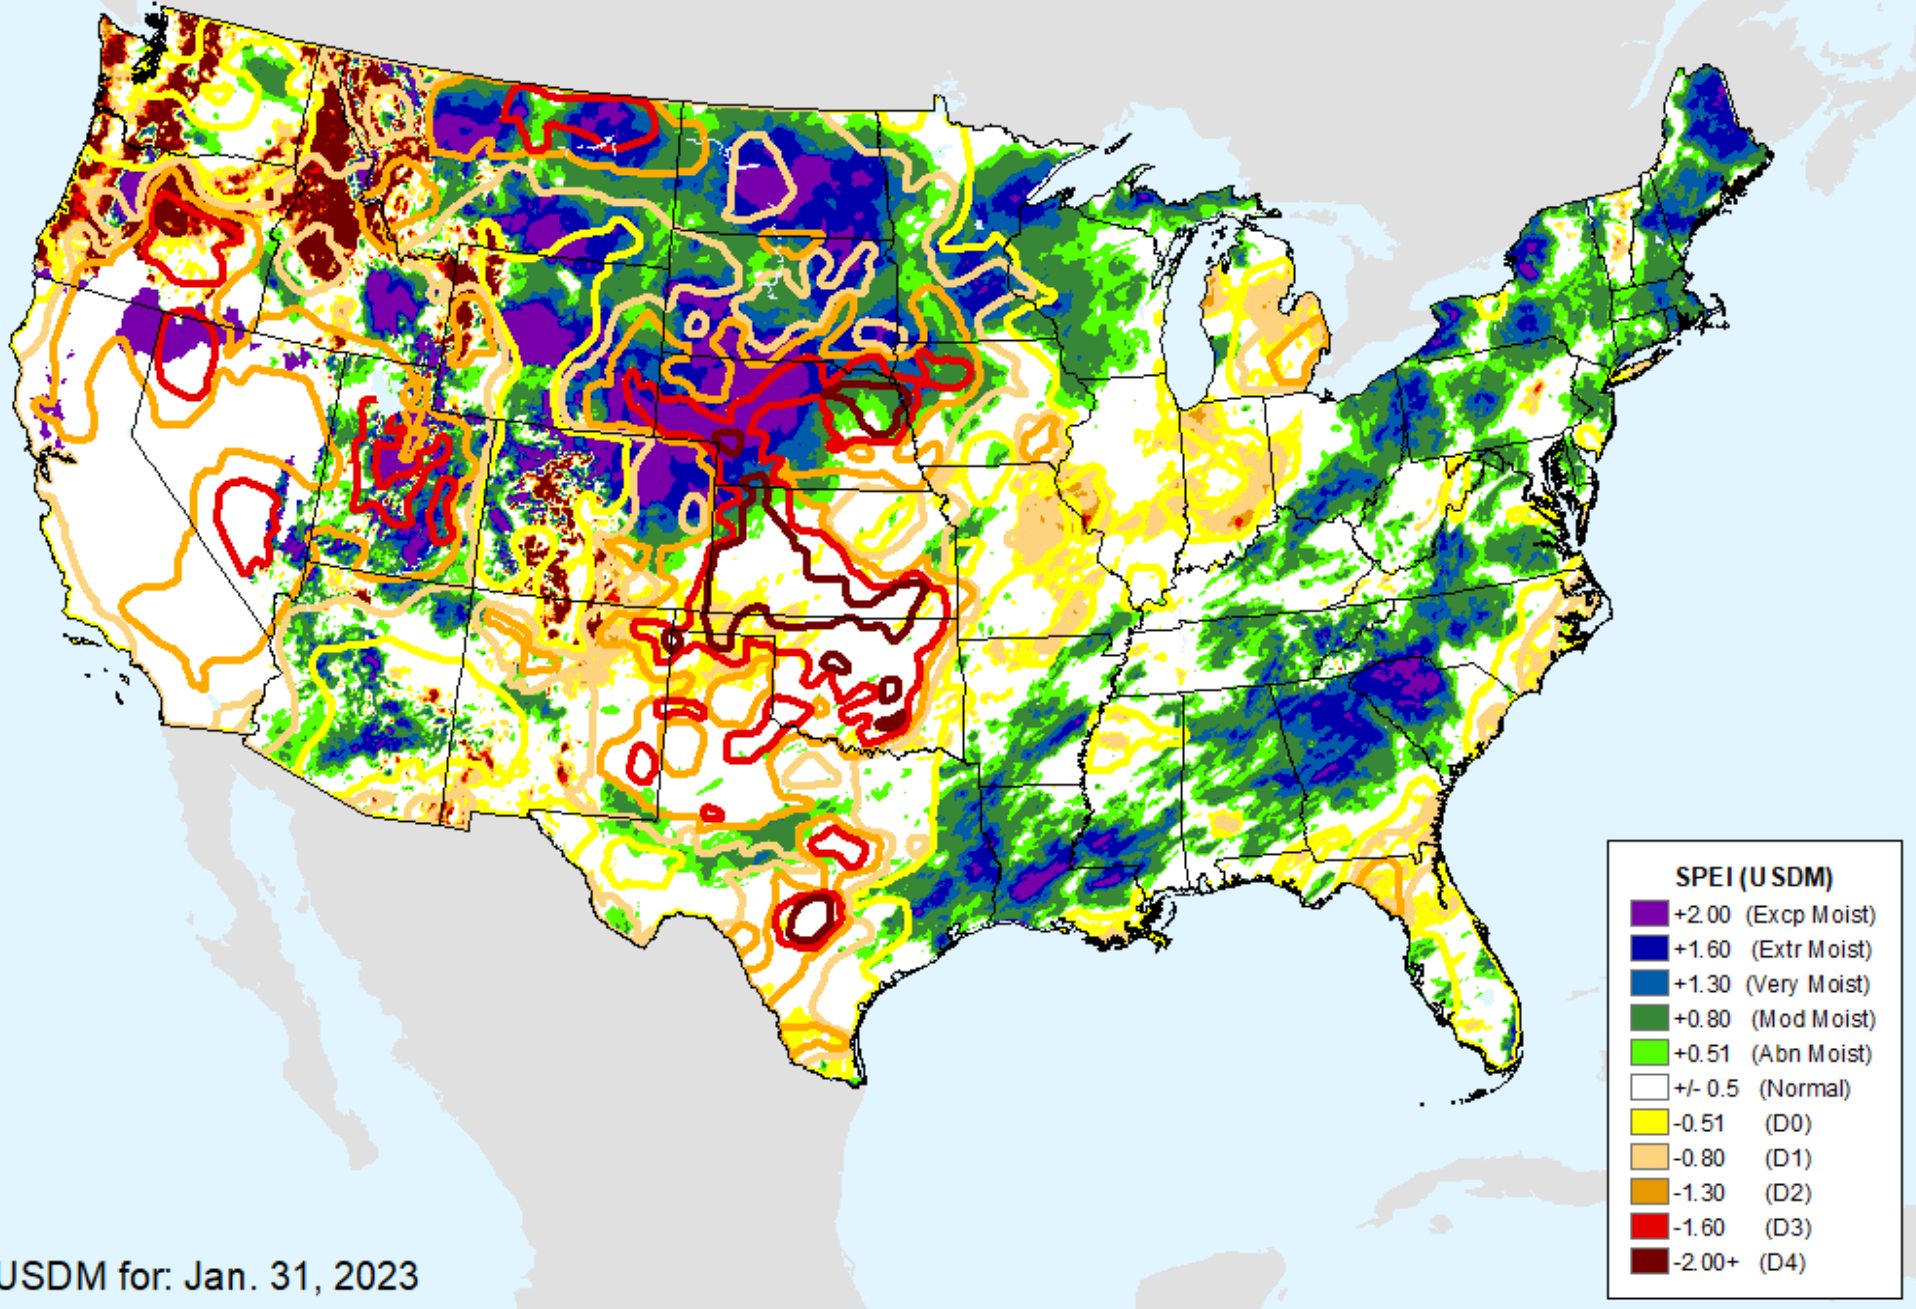 SPEI (USDM)
+2.00 (Excp Moist)
+1.60 (Extr Moist)
+1.30 (Very Moist)
+0.80 (Mod Moist)
+0.51 (Abn Moist)
+/- 0.5 (Normal)
-0.51 (D0)
-0.80 (D1)
-1.30 (D2)
-1.60 (D3)
-2.00+ (D4)
USDM for: Jan. 31, 2023